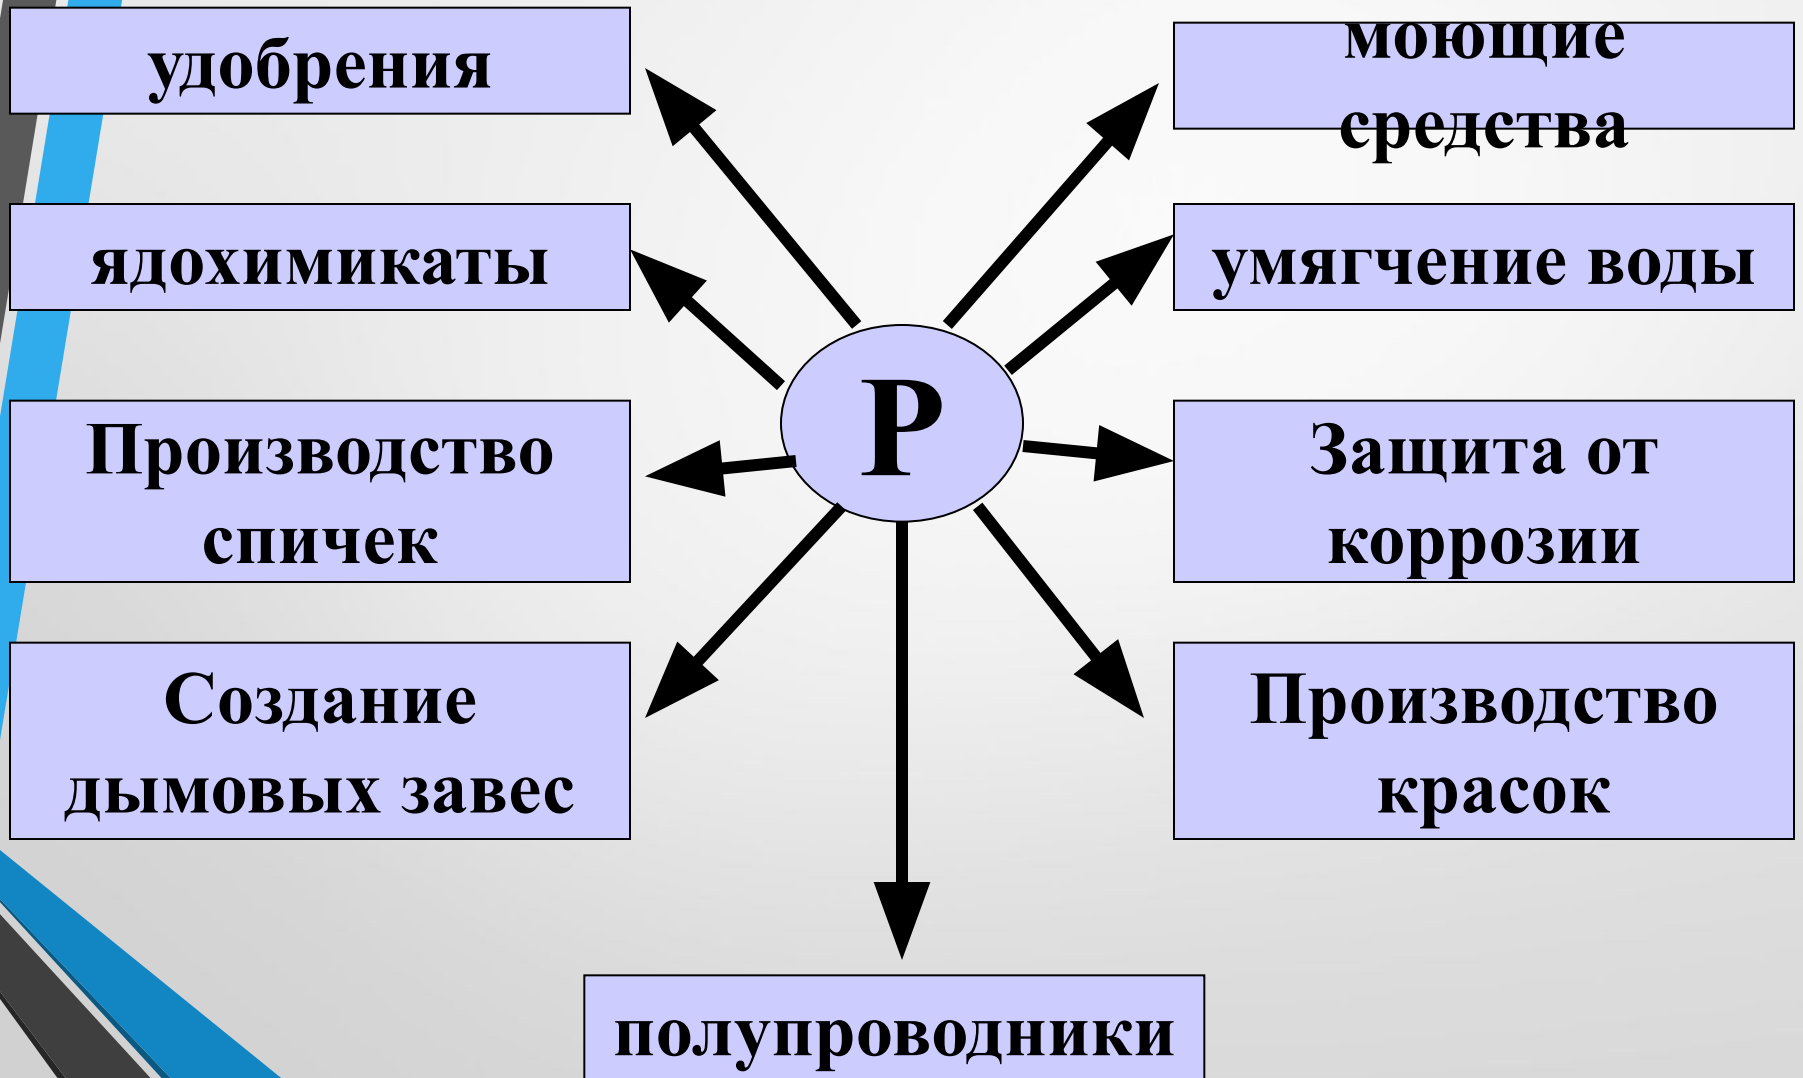 удобрения
моющие
средства
ядохимикаты
умягчение воды
P
Производство
спичек
Защита от
коррозии
Создание
дымовых завес
Производство
красок
полупроводники